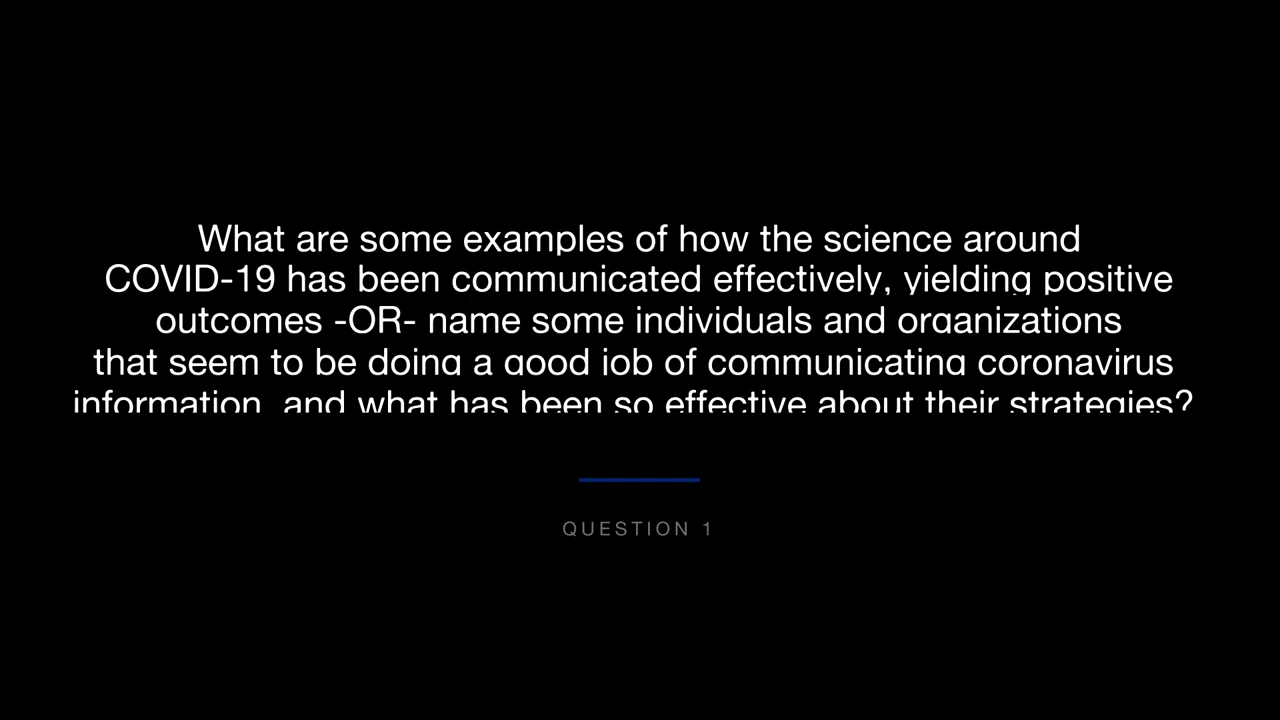 What are some examples of how the science around
COVID-19 has been communicated effectively, yielding positive
outcomes -OR- name some individuals and organizations
that seem to be doing a good job of communicating coronavirus
information, and what has been so effective about their strategies?
QUESTION 1